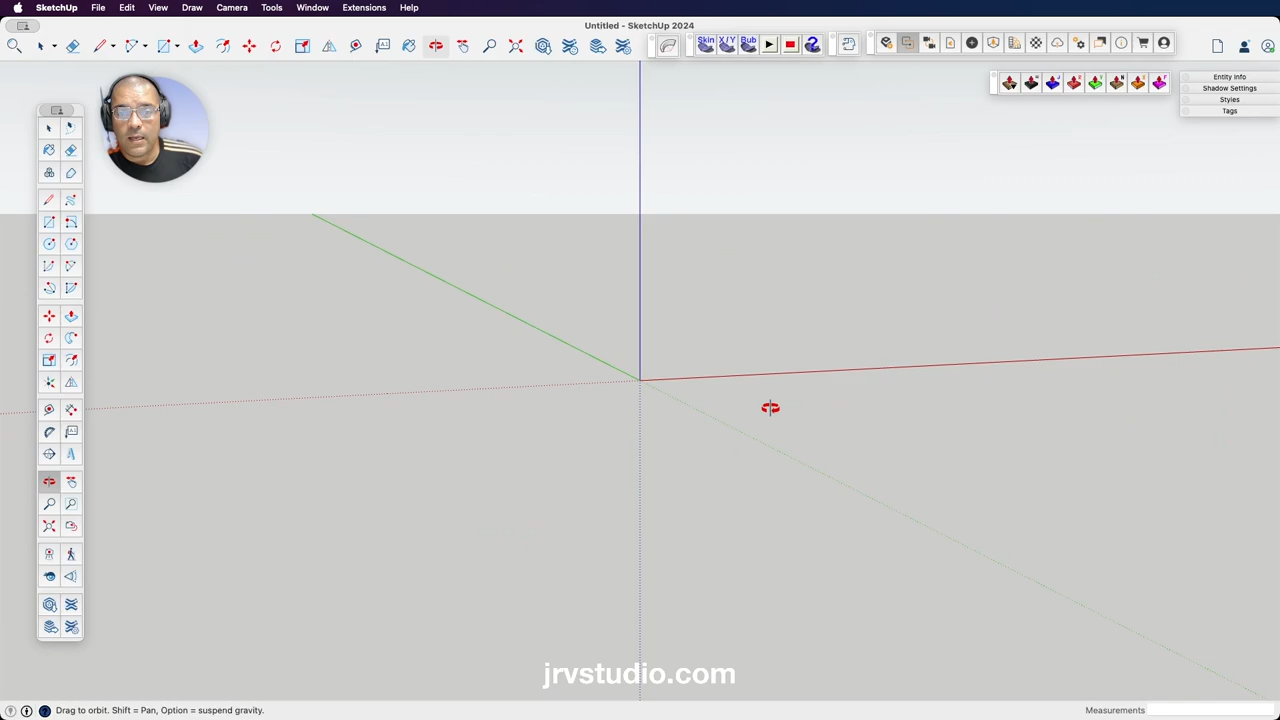 SketchUp File Edit View Draw Camera Tools Window Extensions Help
Untitled - SketchUp 2024
Skin X/Y Bub
Entity Info
Shadow Settings
Styles
Tags
jrvstudio.com
Drag to orbit. Shift = Pan, Option = suspend gravity.
Measurements